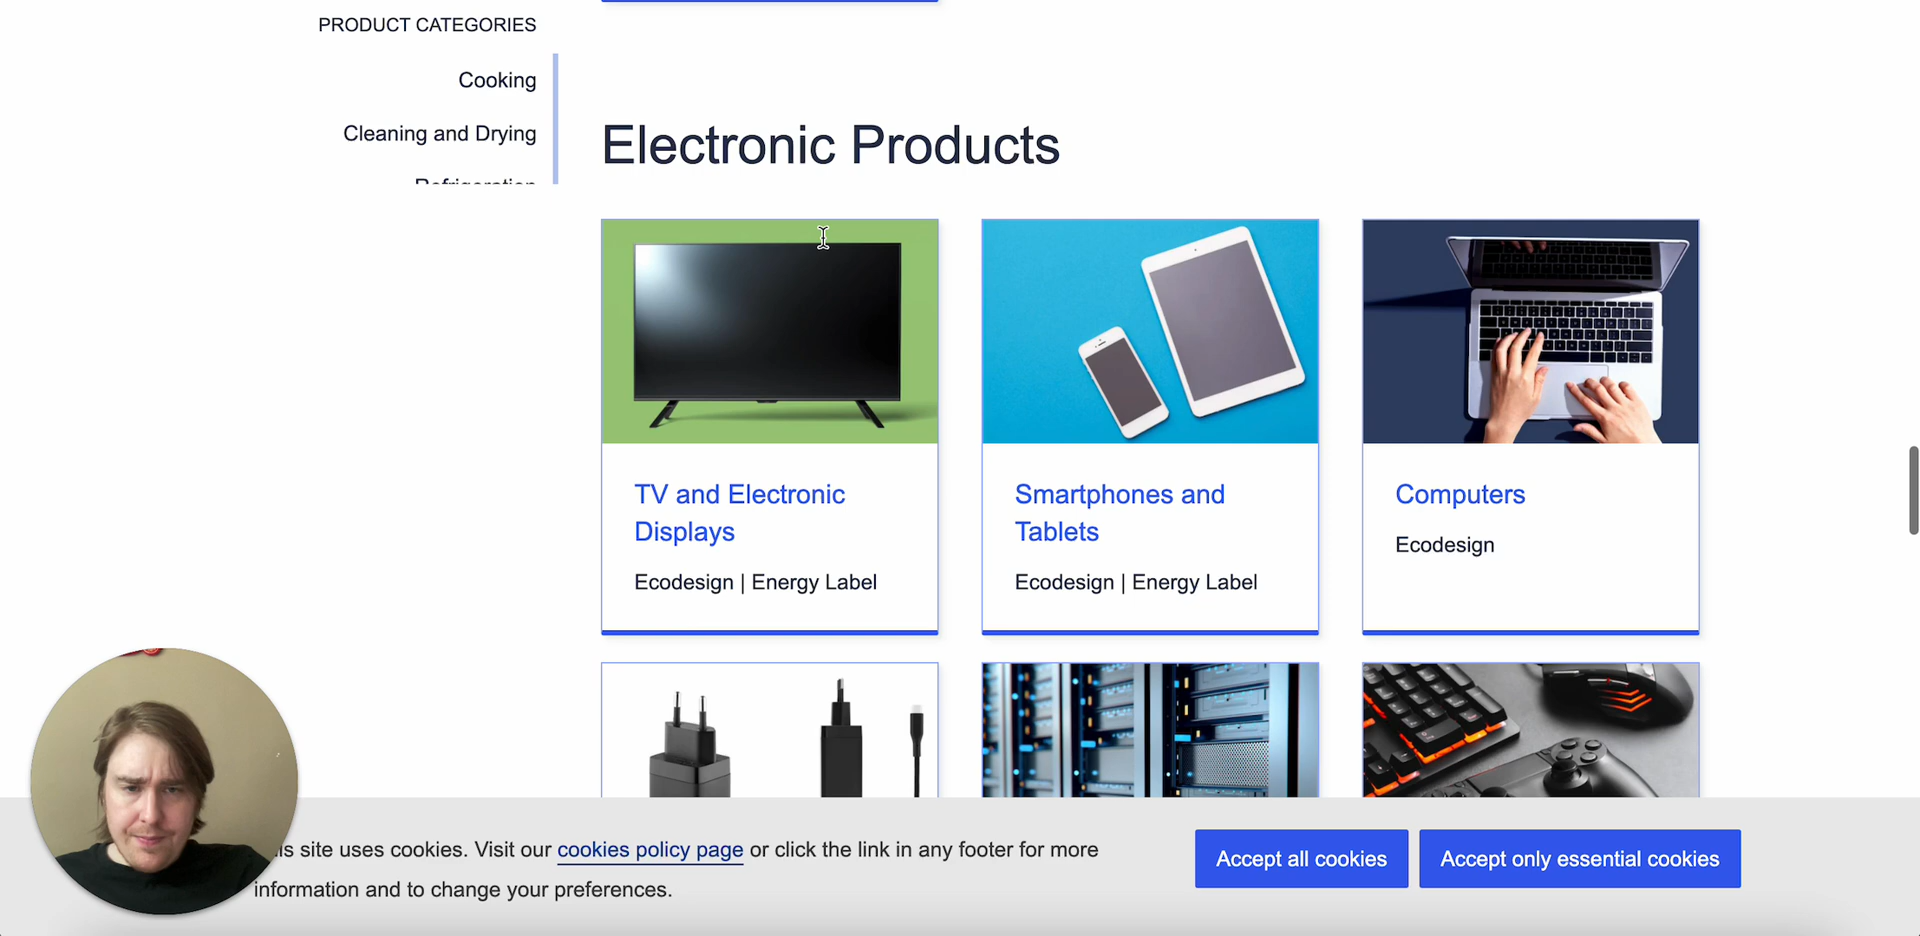 PRODUCT CATEGORIES
Cooking
Cleaning and Drying
Refrigeration
Electronic Products
TV and Electronic
Displays
Ecodesign | Energy Label
Smartphones and
Tablets
Ecodesign | Energy Label
Computers
Ecodesign
site uses cookies. Visit our cookies policy page or click the link in any footer for more
information and to change your preferences.
Accept all cookies
Accept only essential cookies